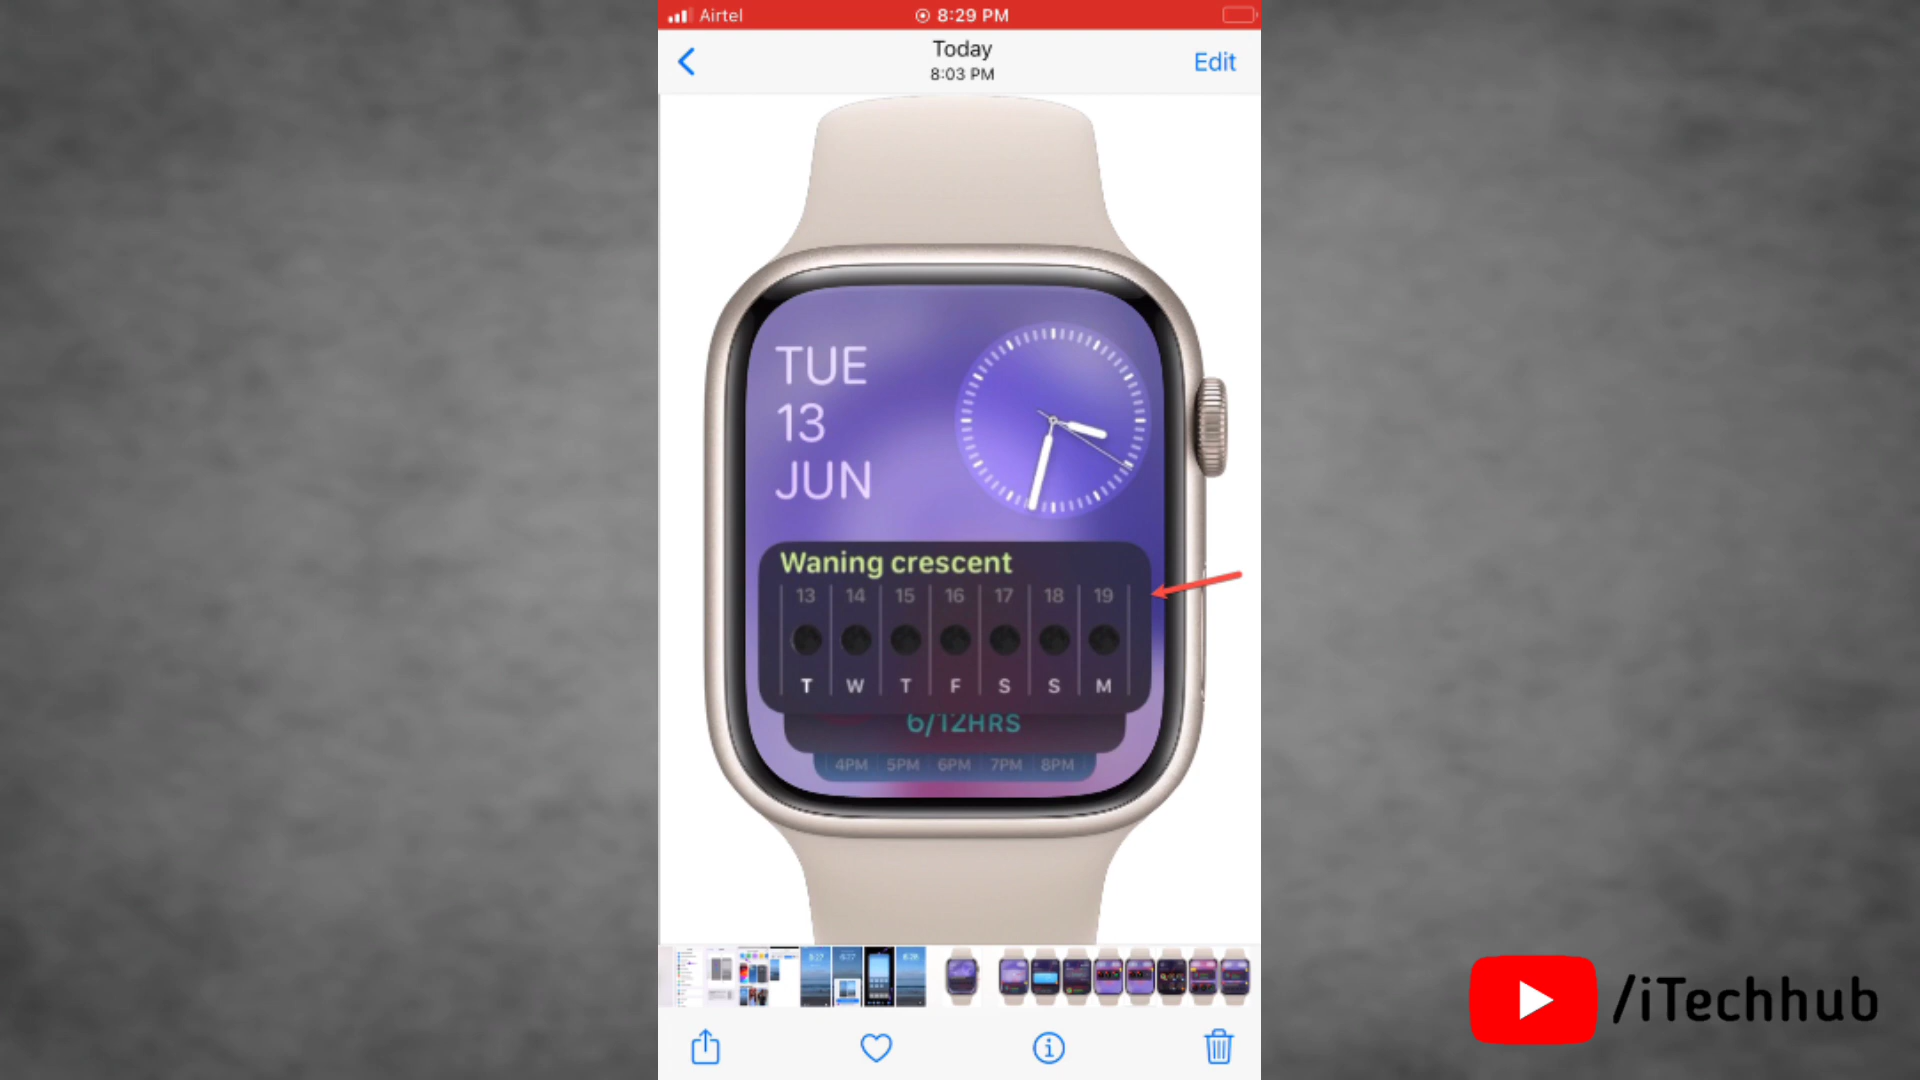 Airtel
8:29 PM
Today
8:03 PM
Edit
TUE
13
JUN
Waning crescent
13 14 15 16 17 18 19
T W T F S S M
6/12HRS
4PM 5PM 6PM 7PM 8PM
/iTechhub